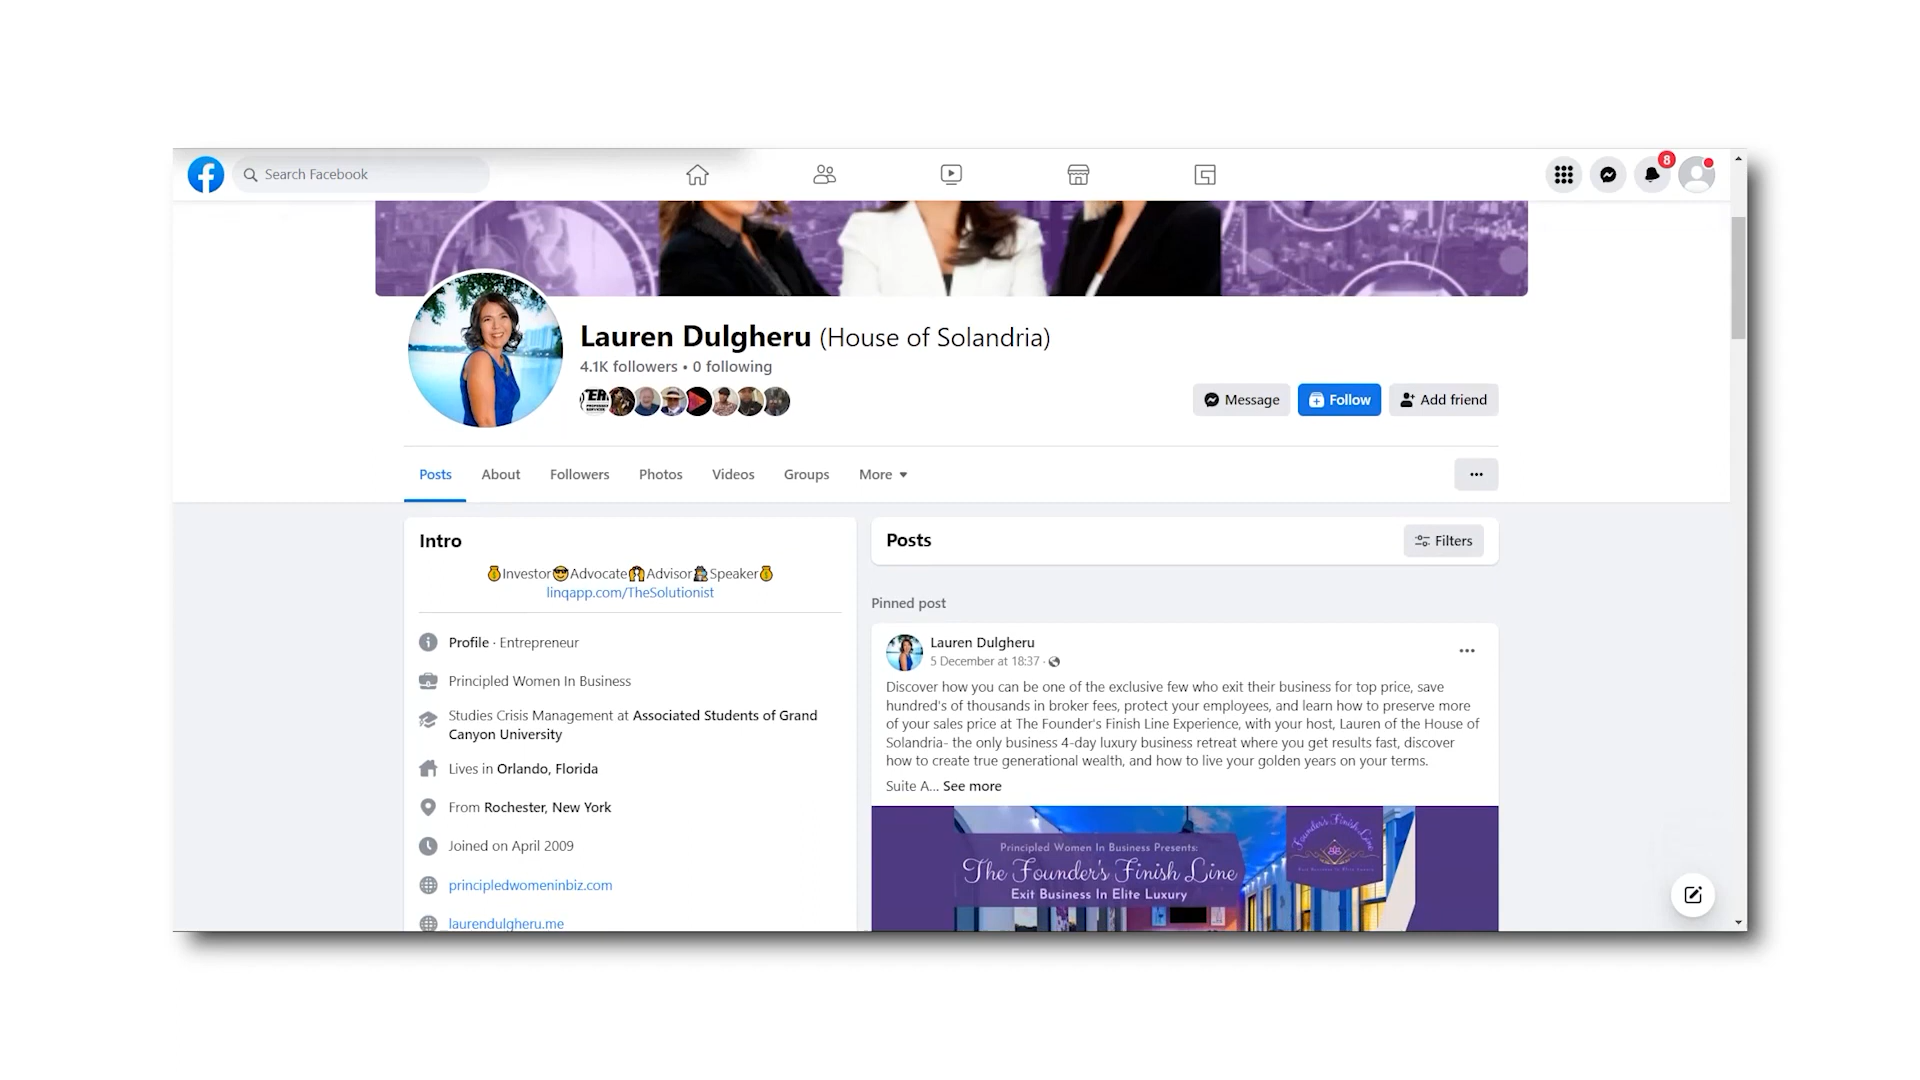 Search Facebook
8
Lauren Dulgheru (House of Solandria)
4.1K followers • 0 following
Message
Follow
Add friend
Posts
About
Followers
Photos
Videos
Groups
More
Intro
💰Investor😎Advocate🙌Advisor👩‍🎤Speaker💰
linqapp.com/TheSolutionist
Profile · Entrepreneur
Principled Women In Business
Studies Crisis Management at Associated Students of Grand
Canyon University
Lives in Orlando, Florida
From Rochester, New York
Joined on April 2009
principledwomeninbiz.com
laurendulgheru.me
Posts
Filters
Pinned post
Lauren Dulgheru
5 December at 18:37 ·
Discover how you can be one of the exclusive few who exit their business for top price, save
hundred's of thousands in broker fees, protect your employees, and learn how to preserve more
of your sales price at The Founder's Finish Line Experience, with your host, Lauren of the House of
Solandria- the only business 4-day luxury business retreat where you get results fast, discover
how to create true generational wealth, and how to live your golden years on your terms.
Suite A... See more
Principled Women In Business Presents:
The Founder's Finish Line
Exit Business In Elite Luxury
Founder's Finish Line